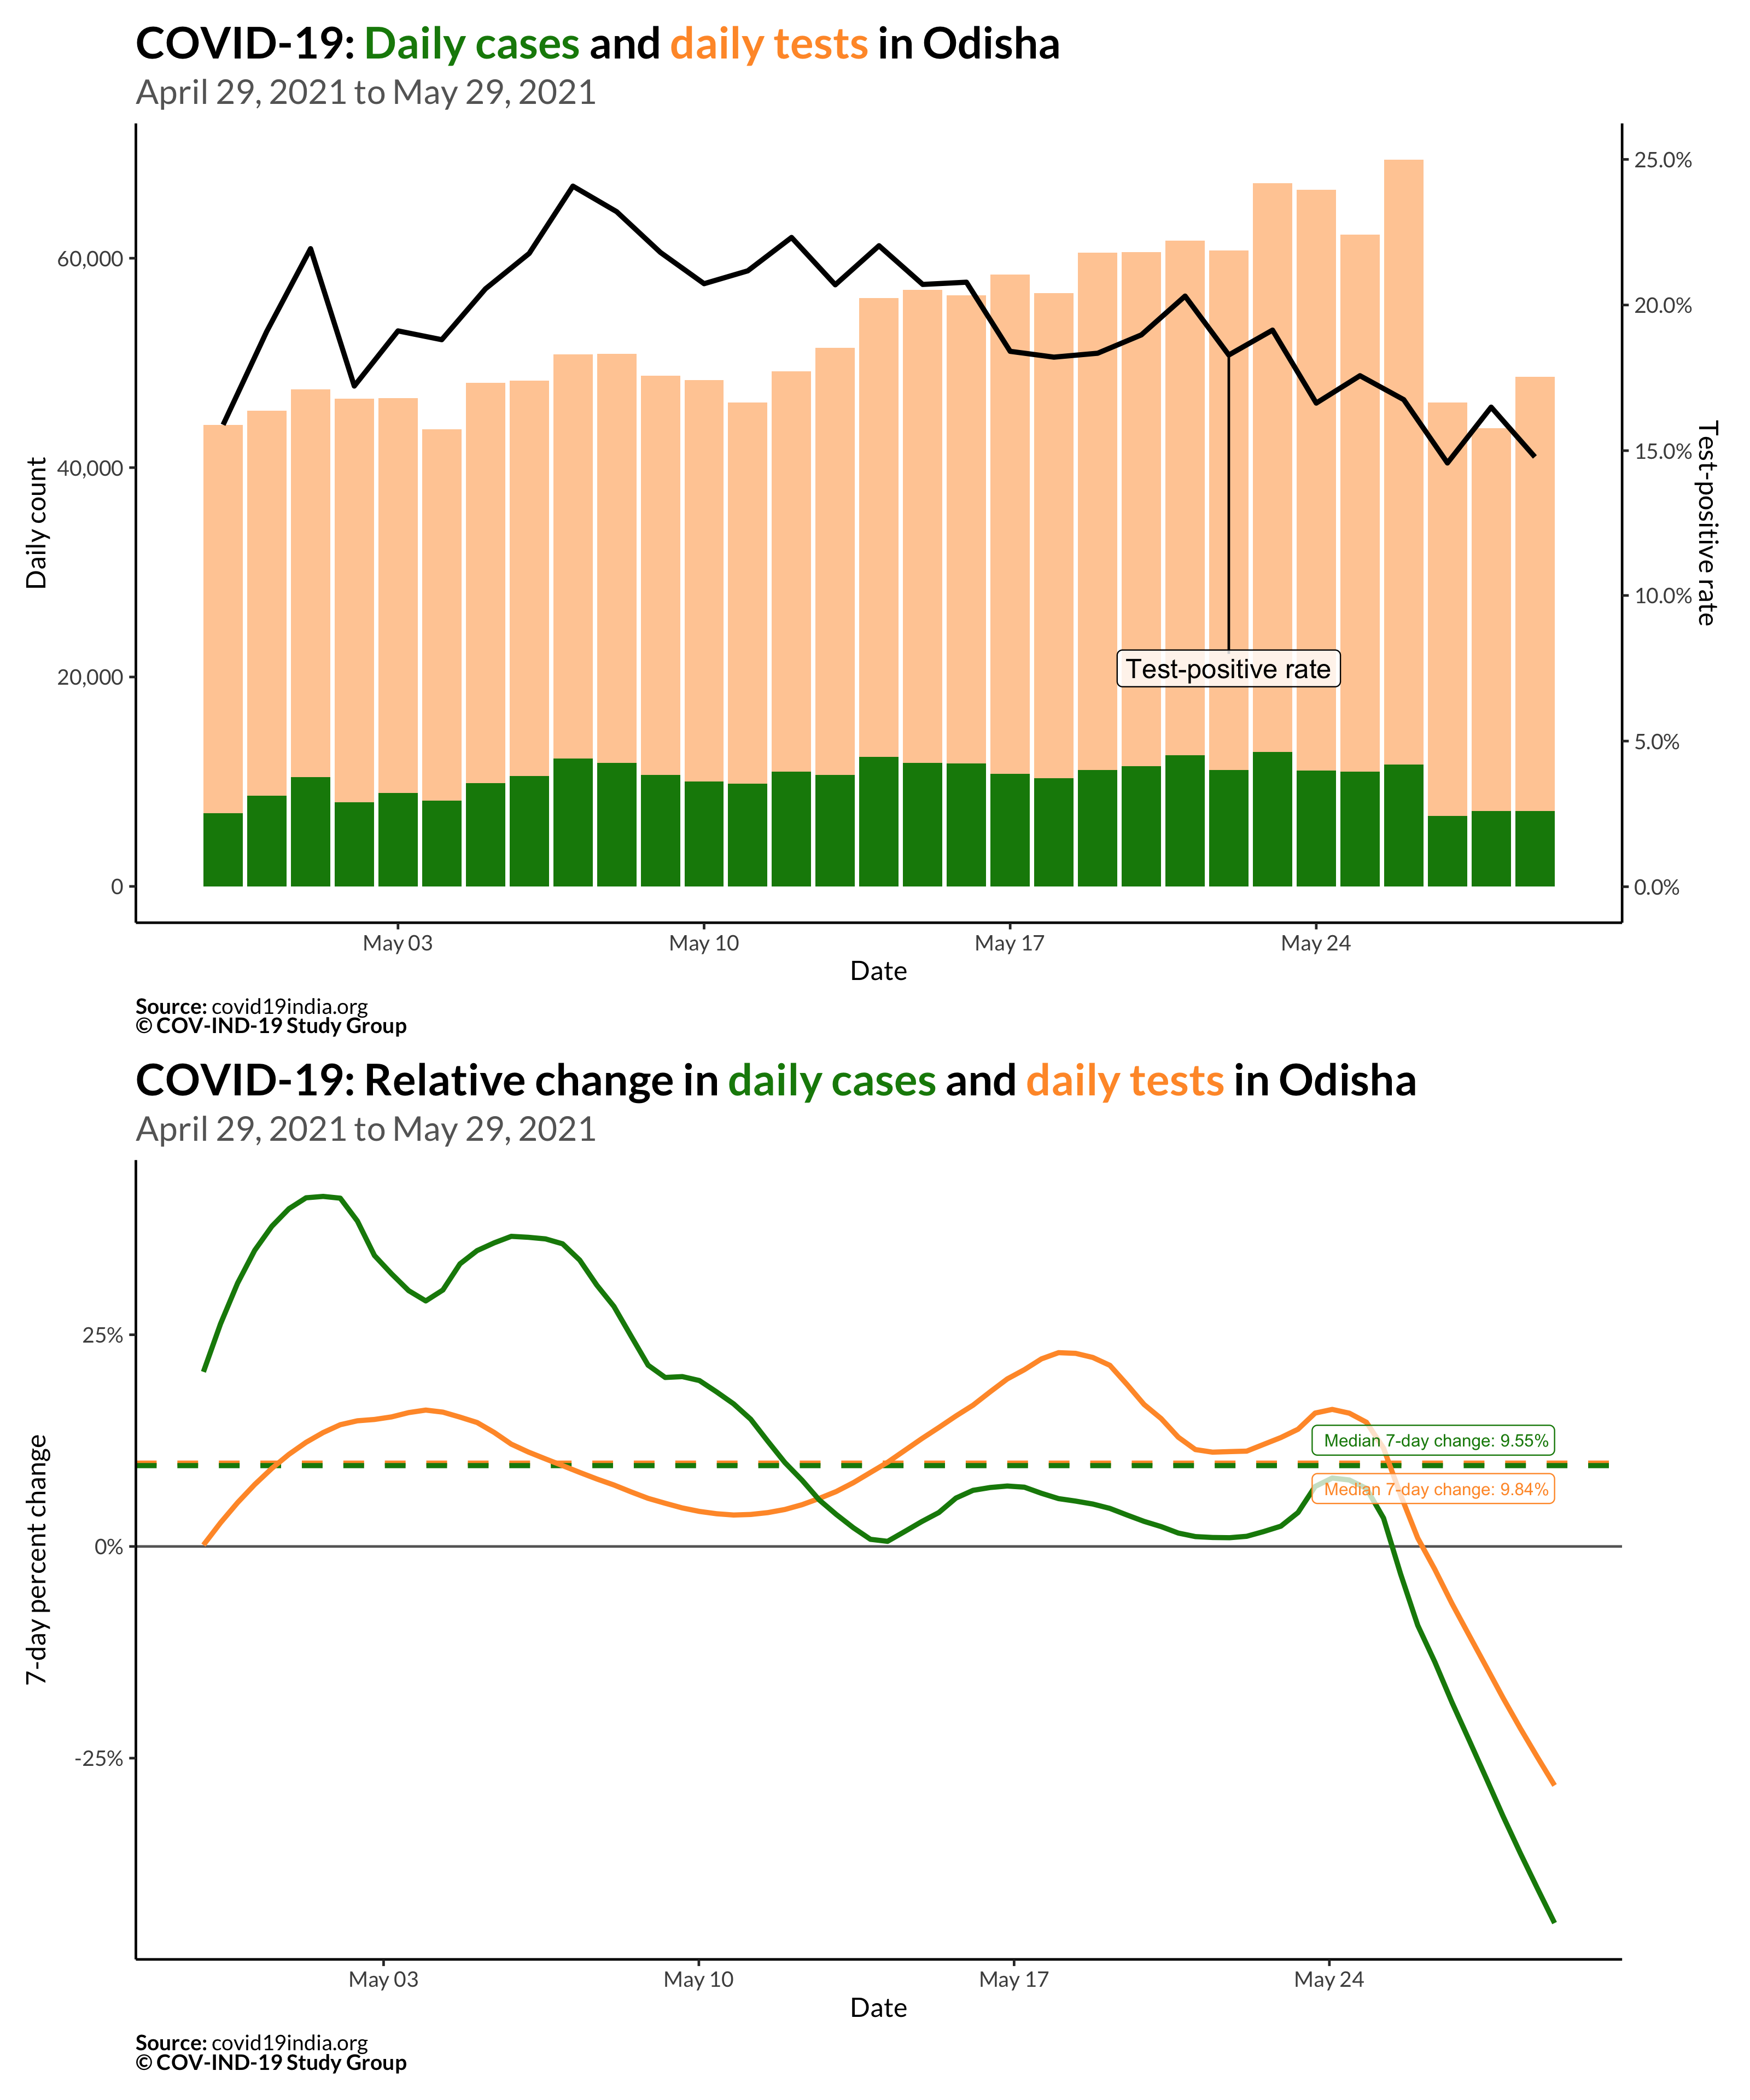 COVID-19: Daily cases and daily tests in Odisha
April 29, 2021 to May 29, 2021
Daily count
60,000
40,000
20,000
0
25.0%
20.0%
15.0%
10.0%
5.0%
0.0%
Test-positive rate
Test-positive rate
May 03
May 10
May 17
May 24
Date
Source: covid19india.org
© COV-IND-19 Study Group
COVID-19: Relative change in daily cases and daily tests in Odisha
April 29, 2021 to May 29, 2021
7-day percent change
25%
0%
-25%
Median 7-day change: 9.55%
Median 7-day change: 9.84%
May 03
May 10
May 17
May 24
Date
Source: covid19india.org
© COV-IND-19 Study Group